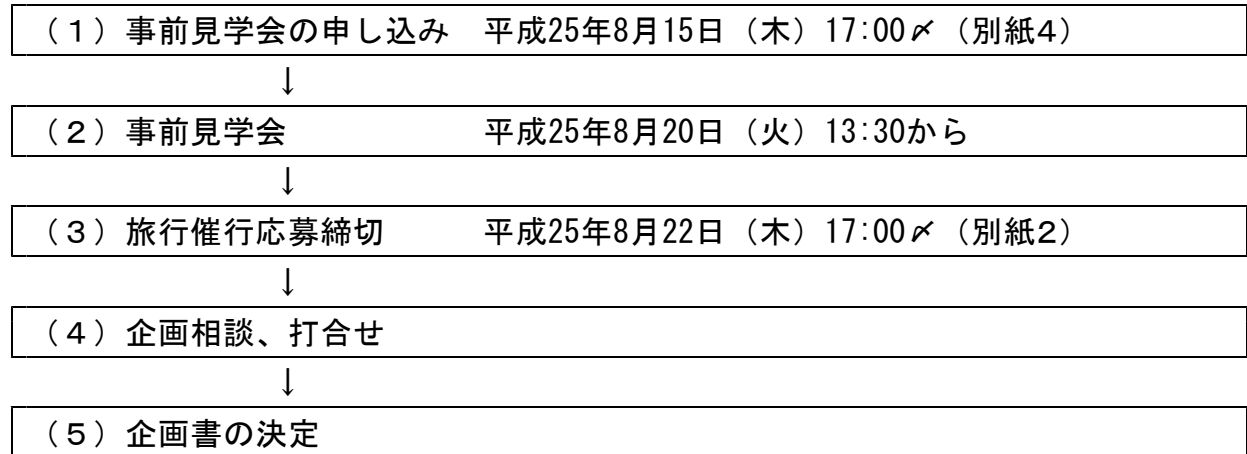 （１）事前見学会の申し込み　平成25年8月15日（木）17:00〆（別紙４）
↓
（２）事前見学会　　　　　　平成25年8月20日（火）13:30から
↓
（３）旅行催行応募締切　　　平成25年8月22日（木）17:00〆（別紙２）
↓
（４）企画相談、打合せ
↓
（５）企画書の決定